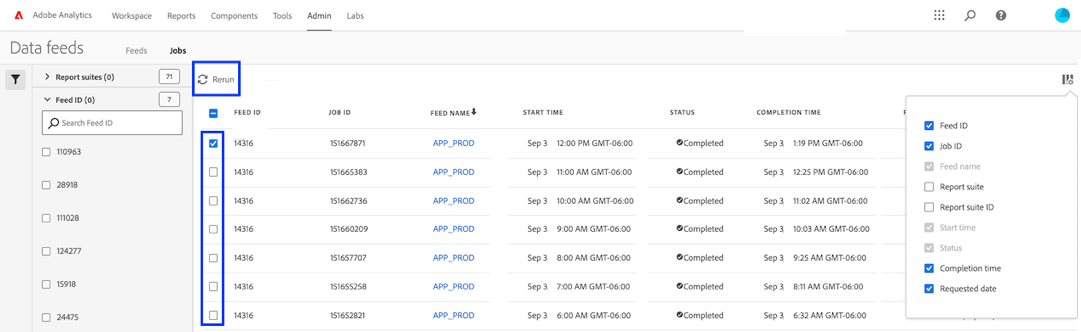 Adobe Analytics Workspace Reports Components Tools Admin Labs
Data feeds Feeds Jobs
Report suites (0) 71
Feed ID (0) 7
Search Feed ID
110963
28918
111028
124277
15918
24475
Rerun
FEED ID JOB ID FEED NAME START TIME STATUS COMPLETION TIME
14316 151667871 APP_PROD Sep 3 12:00 PM GMT-06:00 Completed Sep 3 1:19 PM GMT-06:00
14316 151665383 APP_PROD Sep 3 11:00 AM GMT-06:00 Completed Sep 3 12:25 PM GMT-06:00
14316 151662736 APP_PROD Sep 3 10:00 AM GMT-06:00 Completed Sep 3 11:02 AM GMT-06:00
14316 151660209 APP_PROD Sep 3 9:00 AM GMT-06:00 Completed Sep 3 10:03 AM GMT-06:00
14316 151657707 APP_PROD Sep 3 8:00 AM GMT-06:00 Completed Sep 3 9:25 AM GMT-06:00
14316 151655258 APP_PROD Sep 3 7:00 AM GMT-06:00 Completed Sep 3 8:11 AM GMT-06:00
14316 151652821 APP_PROD Sep 3 6:00 AM GMT-06:00 Completed Sep 3 6:32 AM GMT-06:00
Feed ID
Job ID
Feed name
Report suite
Report suite ID
Start time
Status
Completion time
Requested date